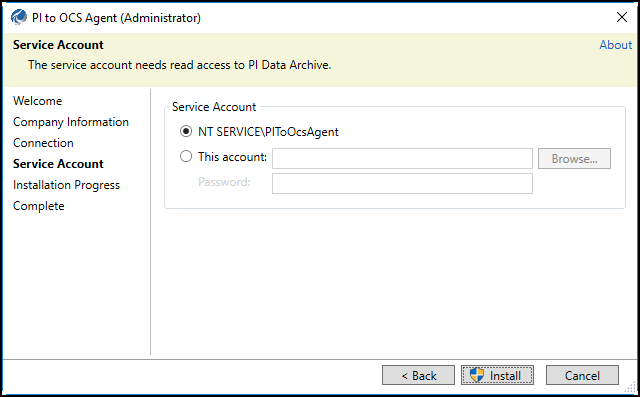 PI to OCS Agent (Administrator)
Service Account
About
The service account needs read access to PI Data Archive.
Welcome
Company Information
Connection
Service Account
Installation Progress
Complete
Service Account
NT SERVICE\PIToOcsAgent
This account:
Browse...
Password:
< Back
Install
Cancel